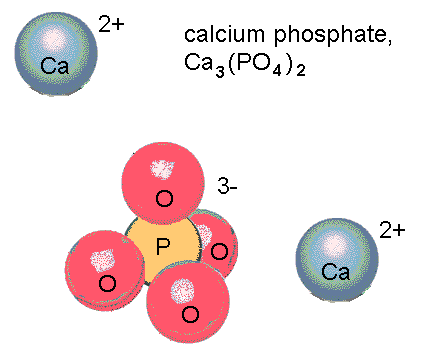 2+
Ca
calcium phosphate,
Ca3(PO4)2
O
3-
P
O
O
O
2+
Ca